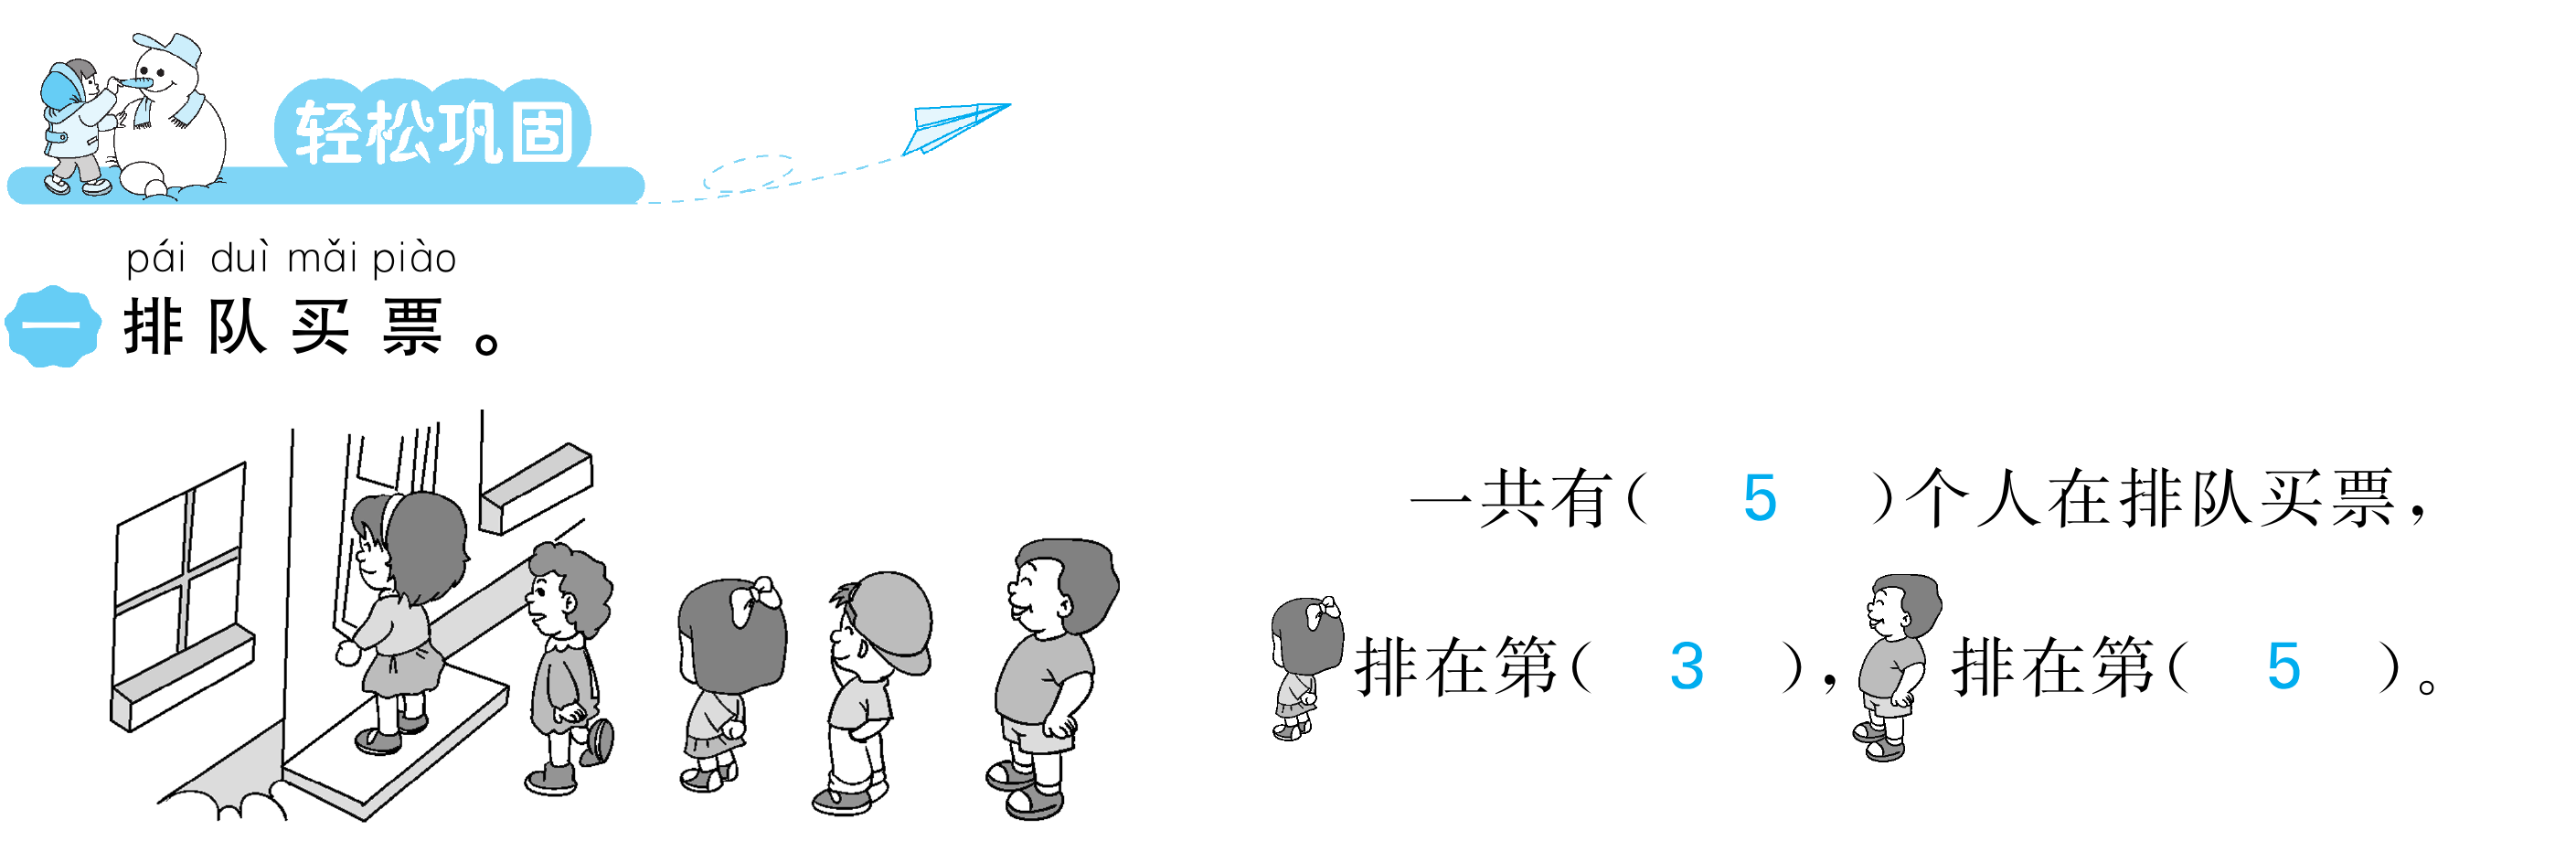 轻松巩固
pái duì mǎi piào
一 排队买票。
一共有( 5 )个人在排队买票,
排在第( 3 ), 排在第( 5 )。